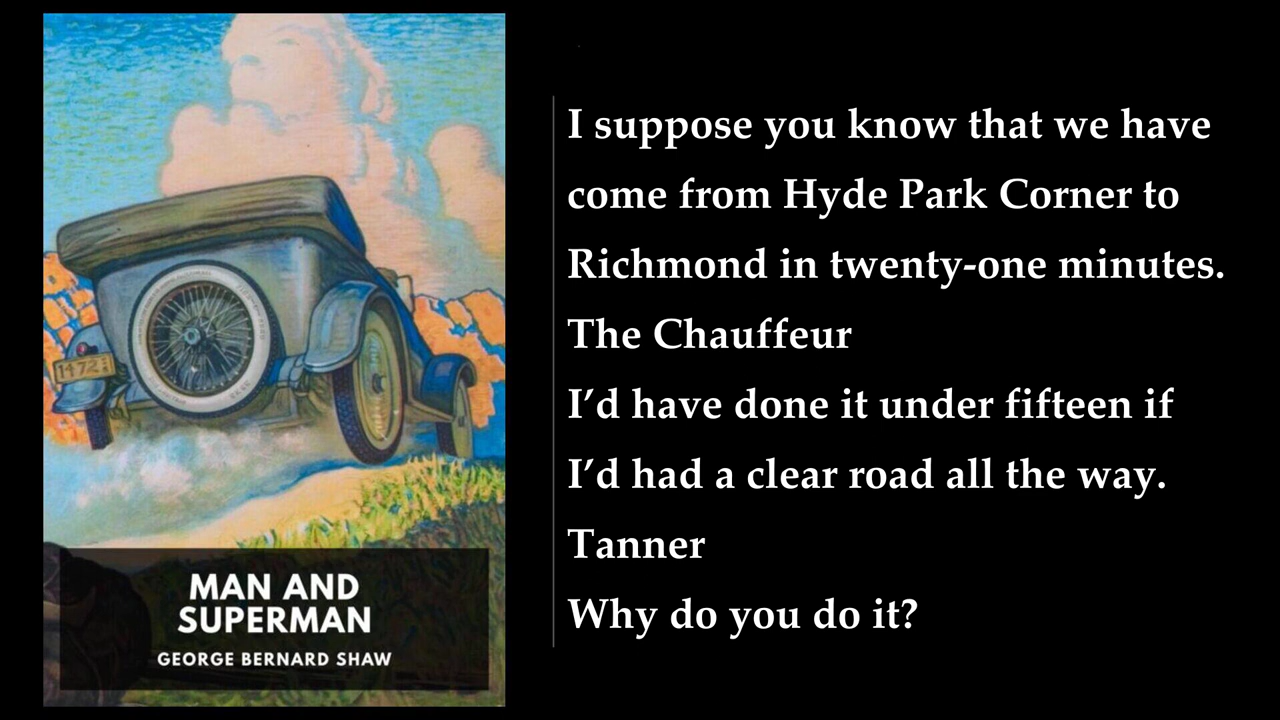 1472
MAN AND
SUPERMAN
GEORGE BERNARD SHAW
I suppose you know that we have
come from Hyde Park Corner to
Richmond in twenty-one minutes.
The Chauffeur
I’d have done it under fifteen if
I’d had a clear road all the way.
Tanner
Why do you do it?